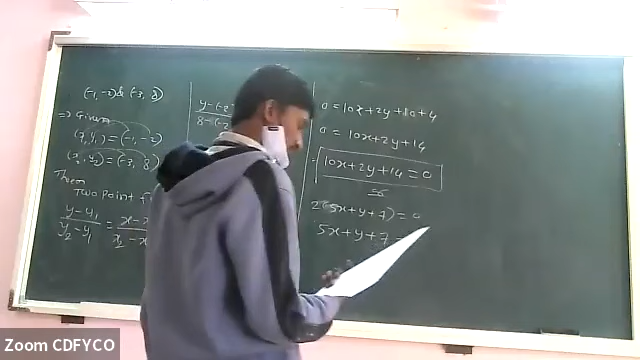 (-1, -2) & (-3, 8)
⇒ Given
(x₁, y₁) = (-1, -2)
(x₂, y₂) = (-3, 8)
Then
Two Point f
y-y₁ / y₂-y₁ = x-x / x₂-x
y-(-2
8-(-2
0 = 10x+2y+10+4
0 = 10x+2y+14
10x+2y+14=0
2(5x+y+7)=0
5x+y+7=
Zoom CDFYCO